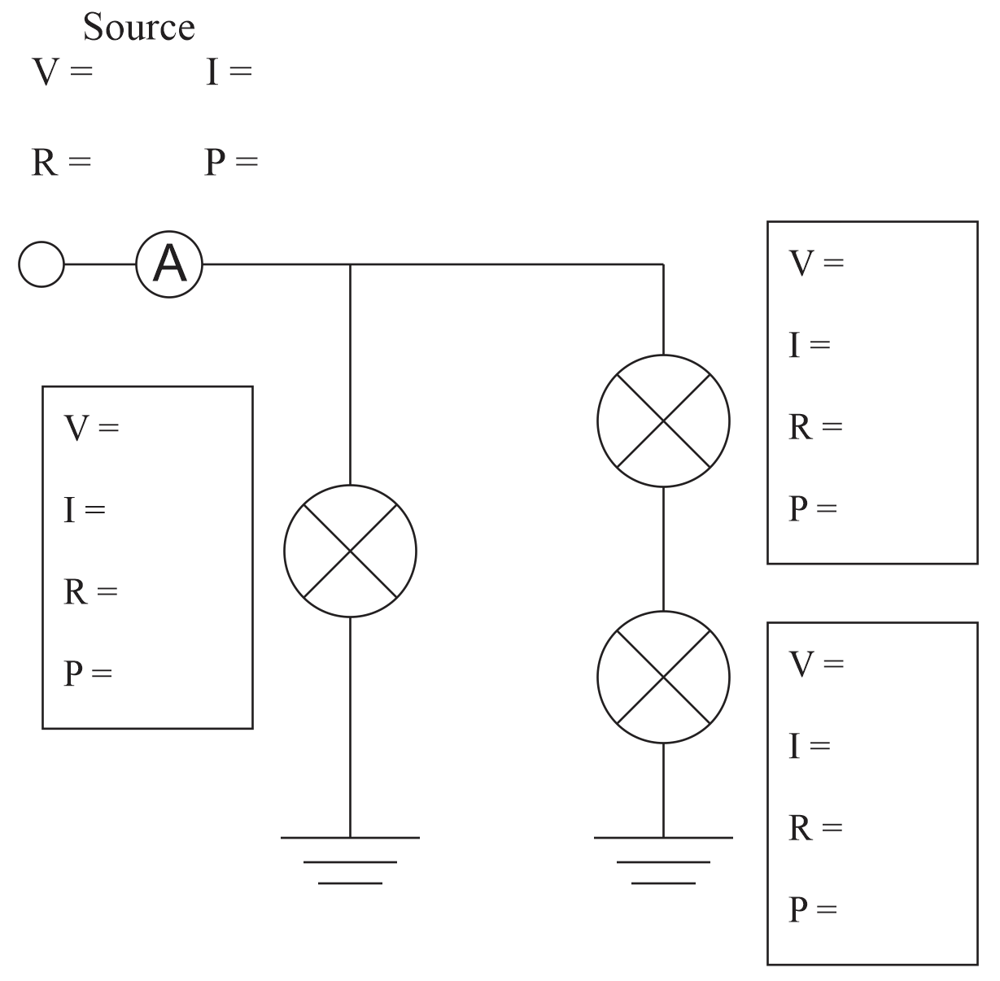 Source
V = I =
R = P =
A
V =
I =
R =
P =
V =
I =
R =
P =
V =
I =
R =
P =